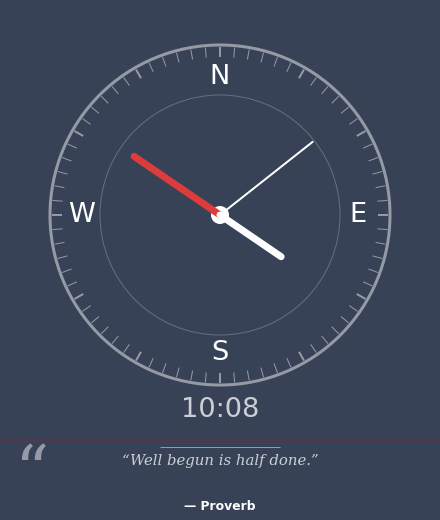 N
W E
S
10:08
“
“Well begun is half done.”
— Proverb